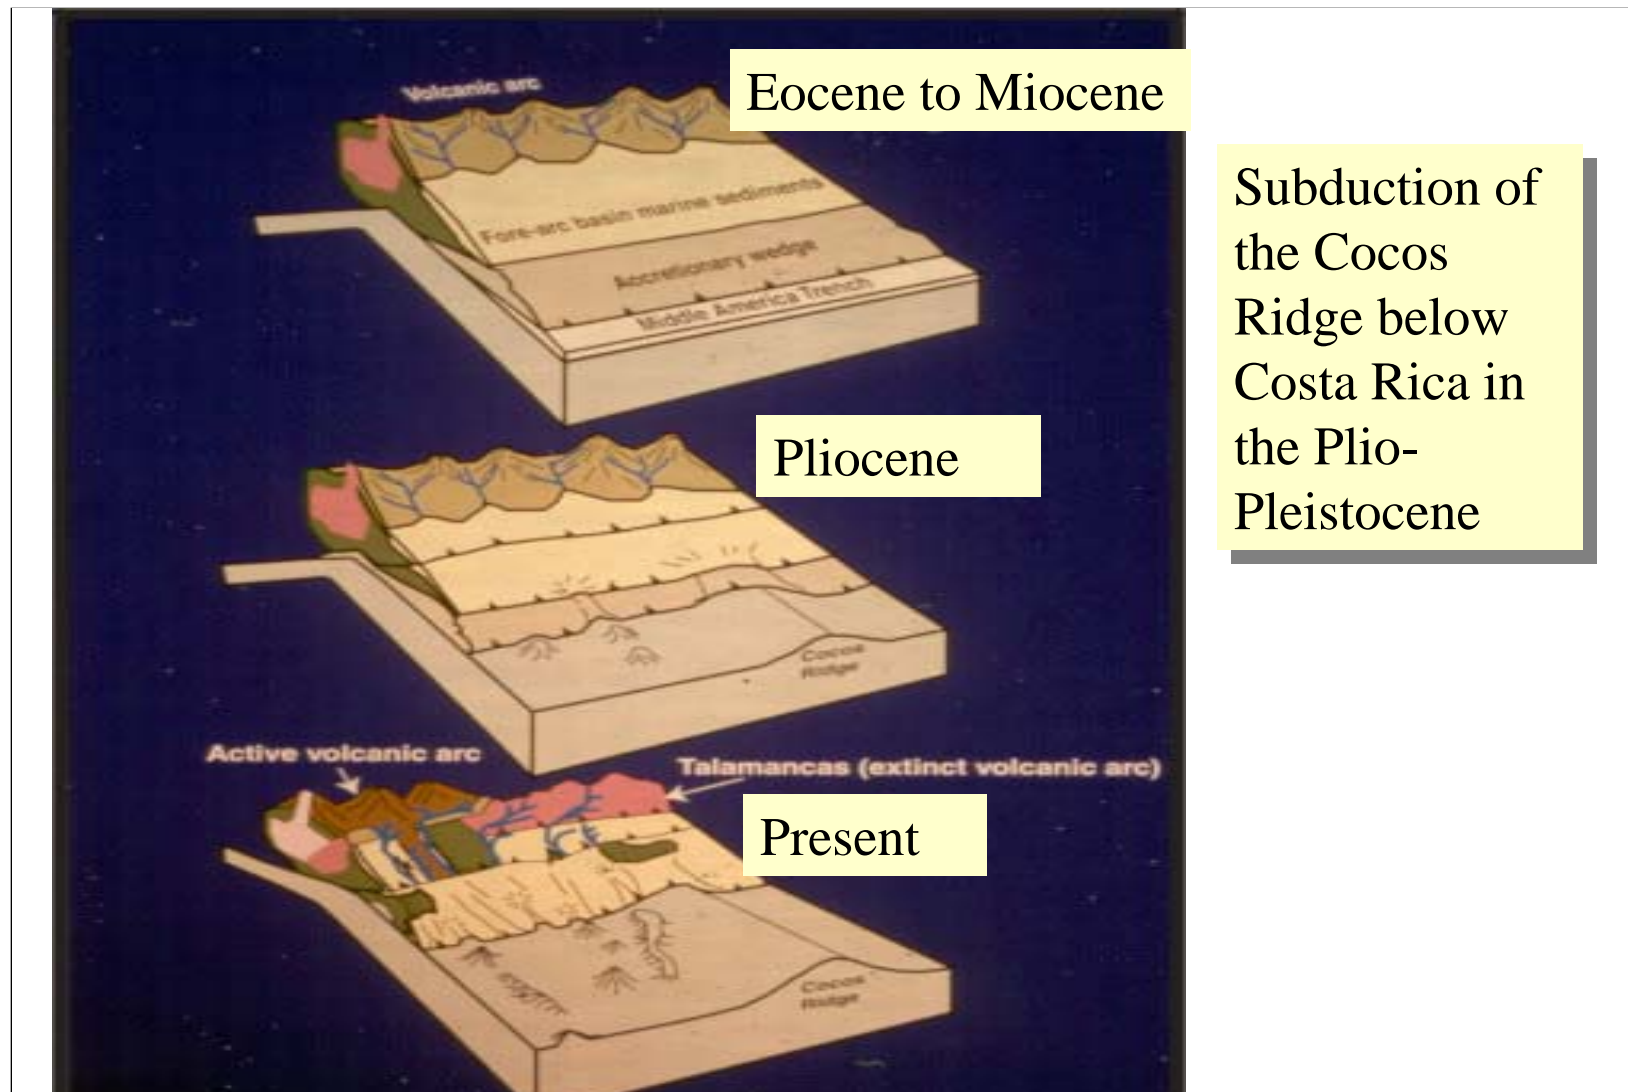 Volcanic arc
Eocene to Miocene
Fore-arc basin marine sediments
Accretionary wedge
Middle America Trench
Subduction of
the Cocos
Ridge below
Costa Rica in
the Plio-
Pleistocene
Pliocene
Cocos
Ridge
Active volcanic arc
Talamancas (extinct volcanic arc)
Present
Cocos
Ridge